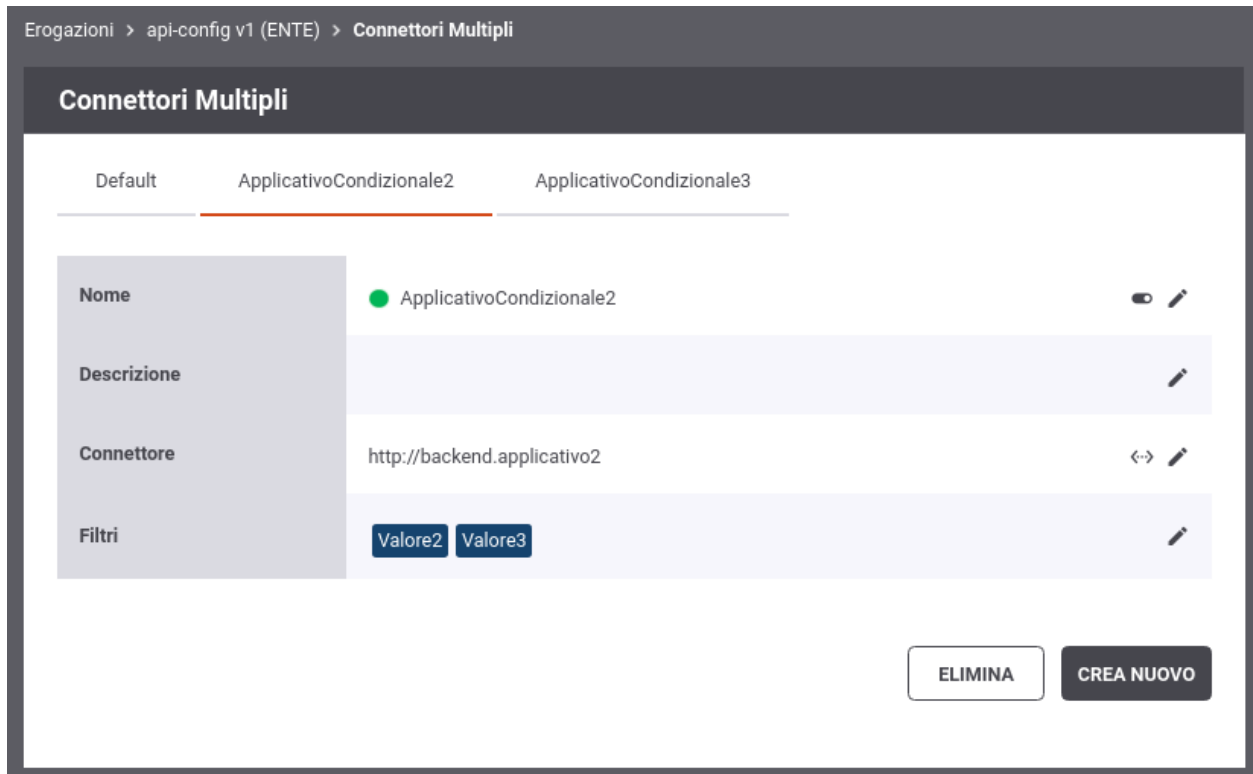 Erogazioni > api-config v1 (ENTE) > Connettori Multipli
Connettori Multipli
Default ApplicativoCondizionale2 ApplicativoCondizionale3
Nome ApplicativoCondizionale2
Descrizione
Connettore http://backend.applicativo2
Filtri Valore2 Valore3
ELIMINA CREA NUOVO